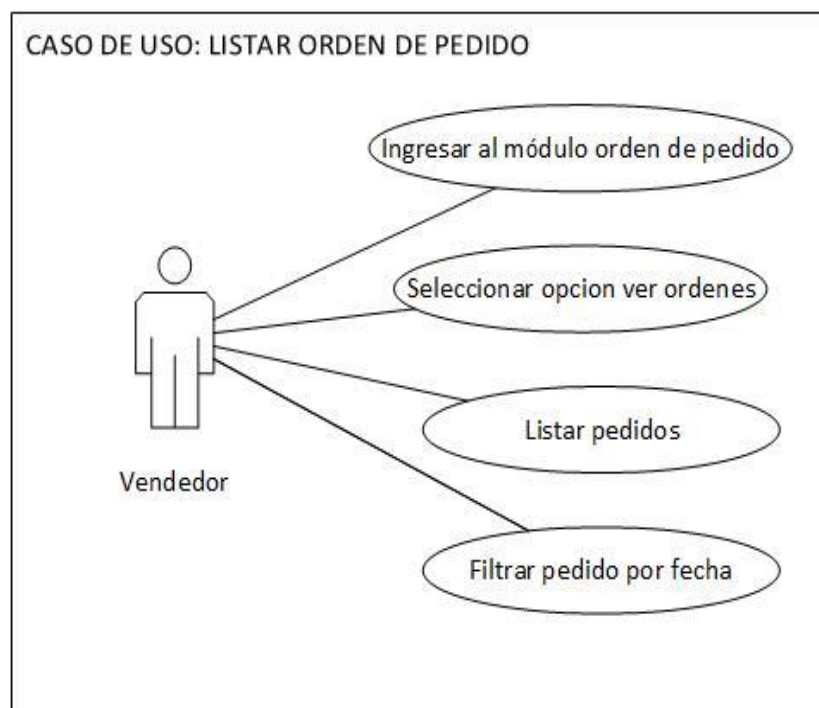 CASO DE USO: LISTAR ORDEN DE PEDIDO
Ingresar al módulo orden de pedido
Seleccionar opcion ver ordenes
Listar pedidos
Vendedor
Filtrar pedido por fecha